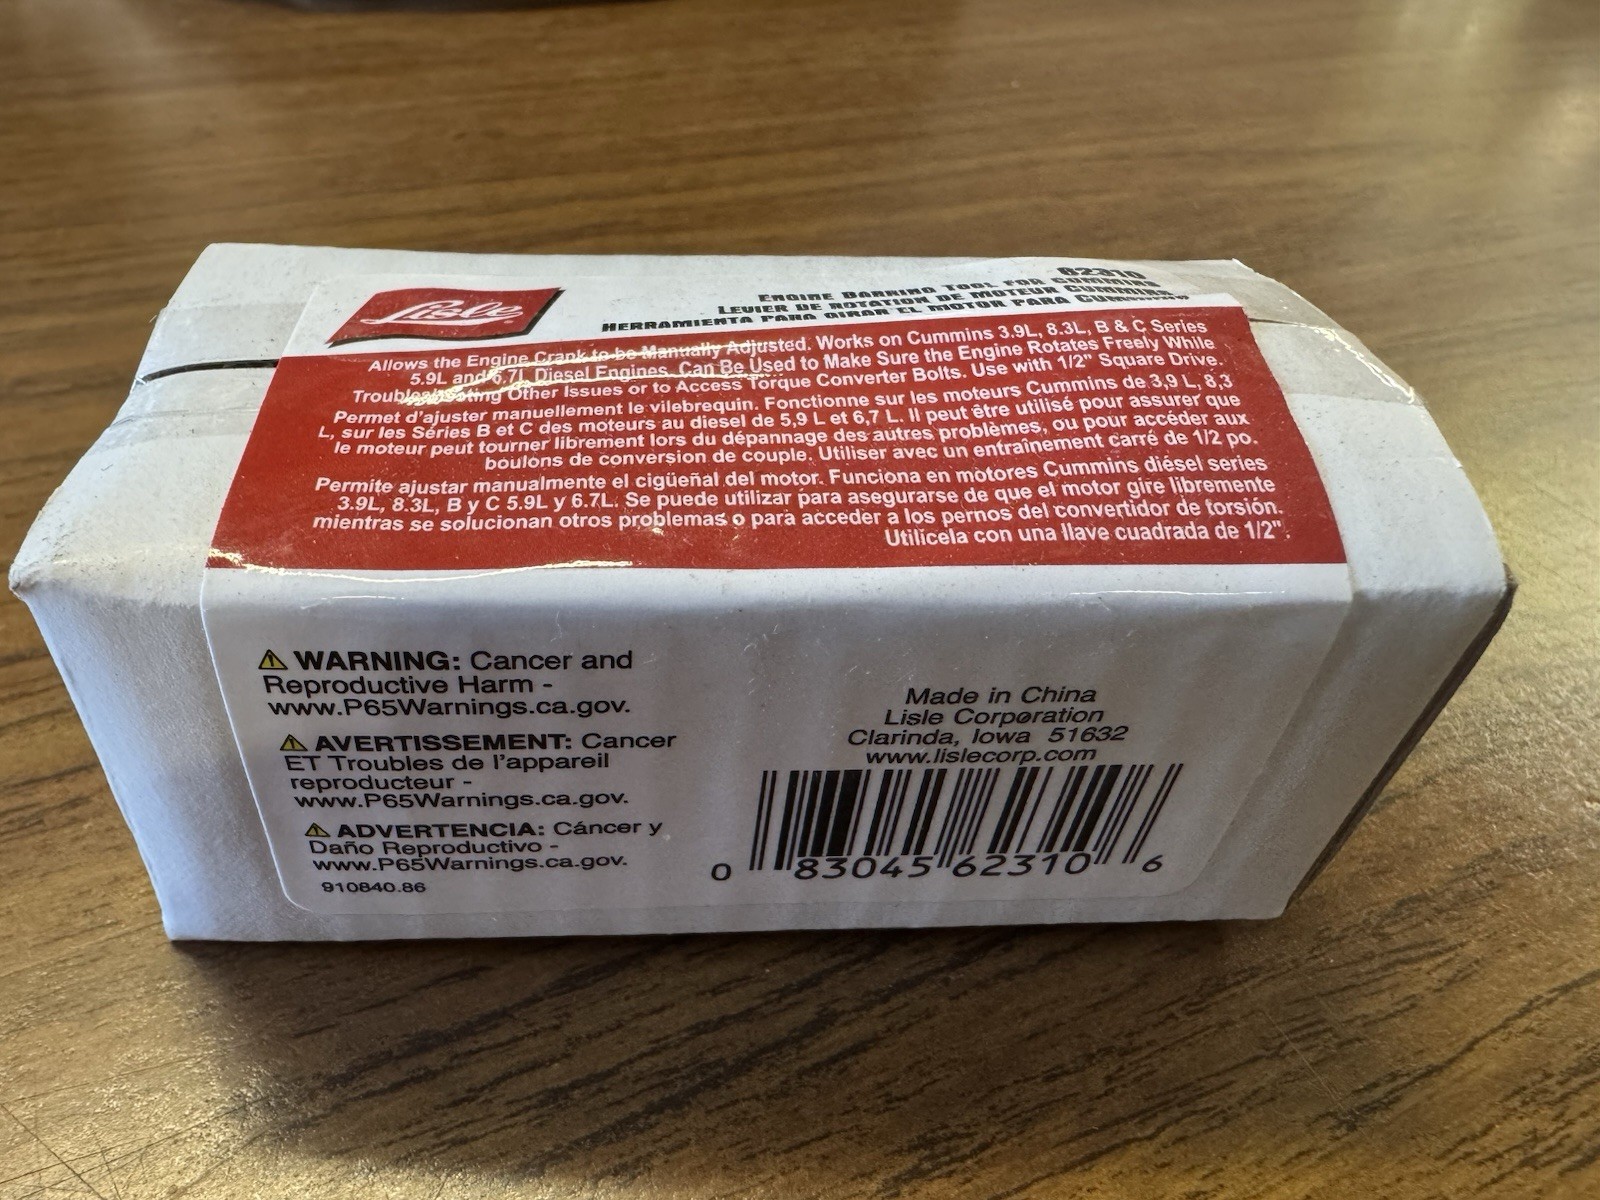 Lisle
62310
ENGINE BARRING TOOL FOR CUMMINS
LEVIER DE ROTATION DE MOTEUR CUMMINS
HERRAMIENTA PARA GIRAR EL MOTOR PARA CUMMINS
Allows the Engine Crank to be Manually Adjusted. Works on Cummins 3.9L, 8.3L, B & C Series
5.9L and 6.7L Diesel Engines. Can Be Used to Make Sure the Engine Rotates Freely While
Troubleshooting Other Issues or to Access Torque Converter Bolts. Use with 1/2" Square Drive.
Permet d'ajuster manuellement le vilebrequin. Fonctionne sur les moteurs Cummins de 3,9 L, 8,3
L, sur les Séries B et C des moteurs au diesel de 5,9 L et 6,7 L. Il peut être utilisé pour assurer que
le moteur peut tourner librement lors du dépannage des autres problèmes, ou pour accéder aux
boulons de conversion de couple. Utiliser avec un entraînement carré de 1/2 po.
Permite ajustar manualmente el cigüeñal del motor. Funciona en motores Cummins diésel series
3.9L, 8.3L, B y C 5.9L y 6.7L. Se puede utilizar para asegurarse de que el motor gire libremente
mientras se solucionan otros problemas o para acceder a los pernos del convertidor de torsión.
Utilícela con una llave cuadrada de 1/2".
WARNING: Cancer and
Reproductive Harm -
www.P65Warnings.ca.gov.
AVERTISSEMENT: Cancer
ET Troubles de l'appareil
reproducteur -
www.P65Warnings.ca.gov.
ADVERTENCIA: Cáncer y
Daño Reproductivo -
www.P65Warnings.ca.gov.
910840.86
Made in China
Lisle Corporation
Clarinda, Iowa 51632
www.lislecorp.com
0 83045 62310 6